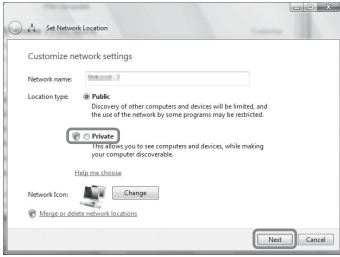 Set Network Location
Customize network settings
Network name:
Location type: Public
Discovery of other computers and devices will be limited, and
the use of the network by some programs may be restricted.
Private
This allows you to see computers and devices, while making
your computer discoverable.
Help me choose
Network Icon: Change
Merge or delete network locations
Next Cancel